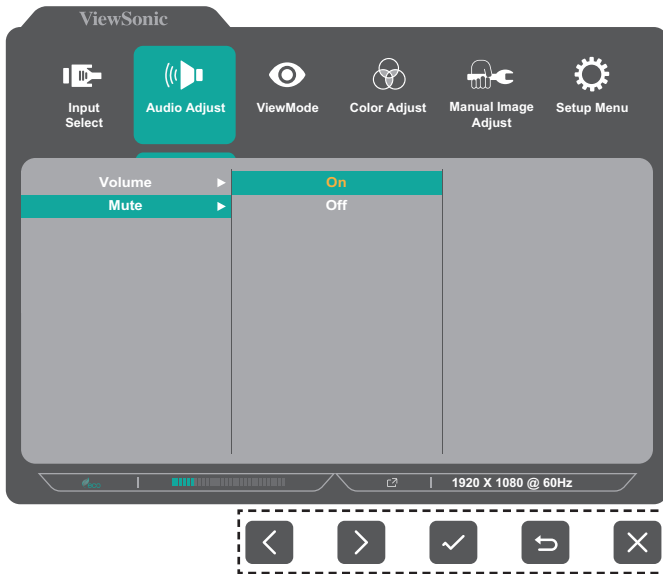 ViewSonic
Input
Select
Audio Adjust
ViewMode
Color Adjust
Manual Image
Adjust
Setup Menu
Volume
On
Mute
Off
ECO
1920 X 1080 @ 60Hz